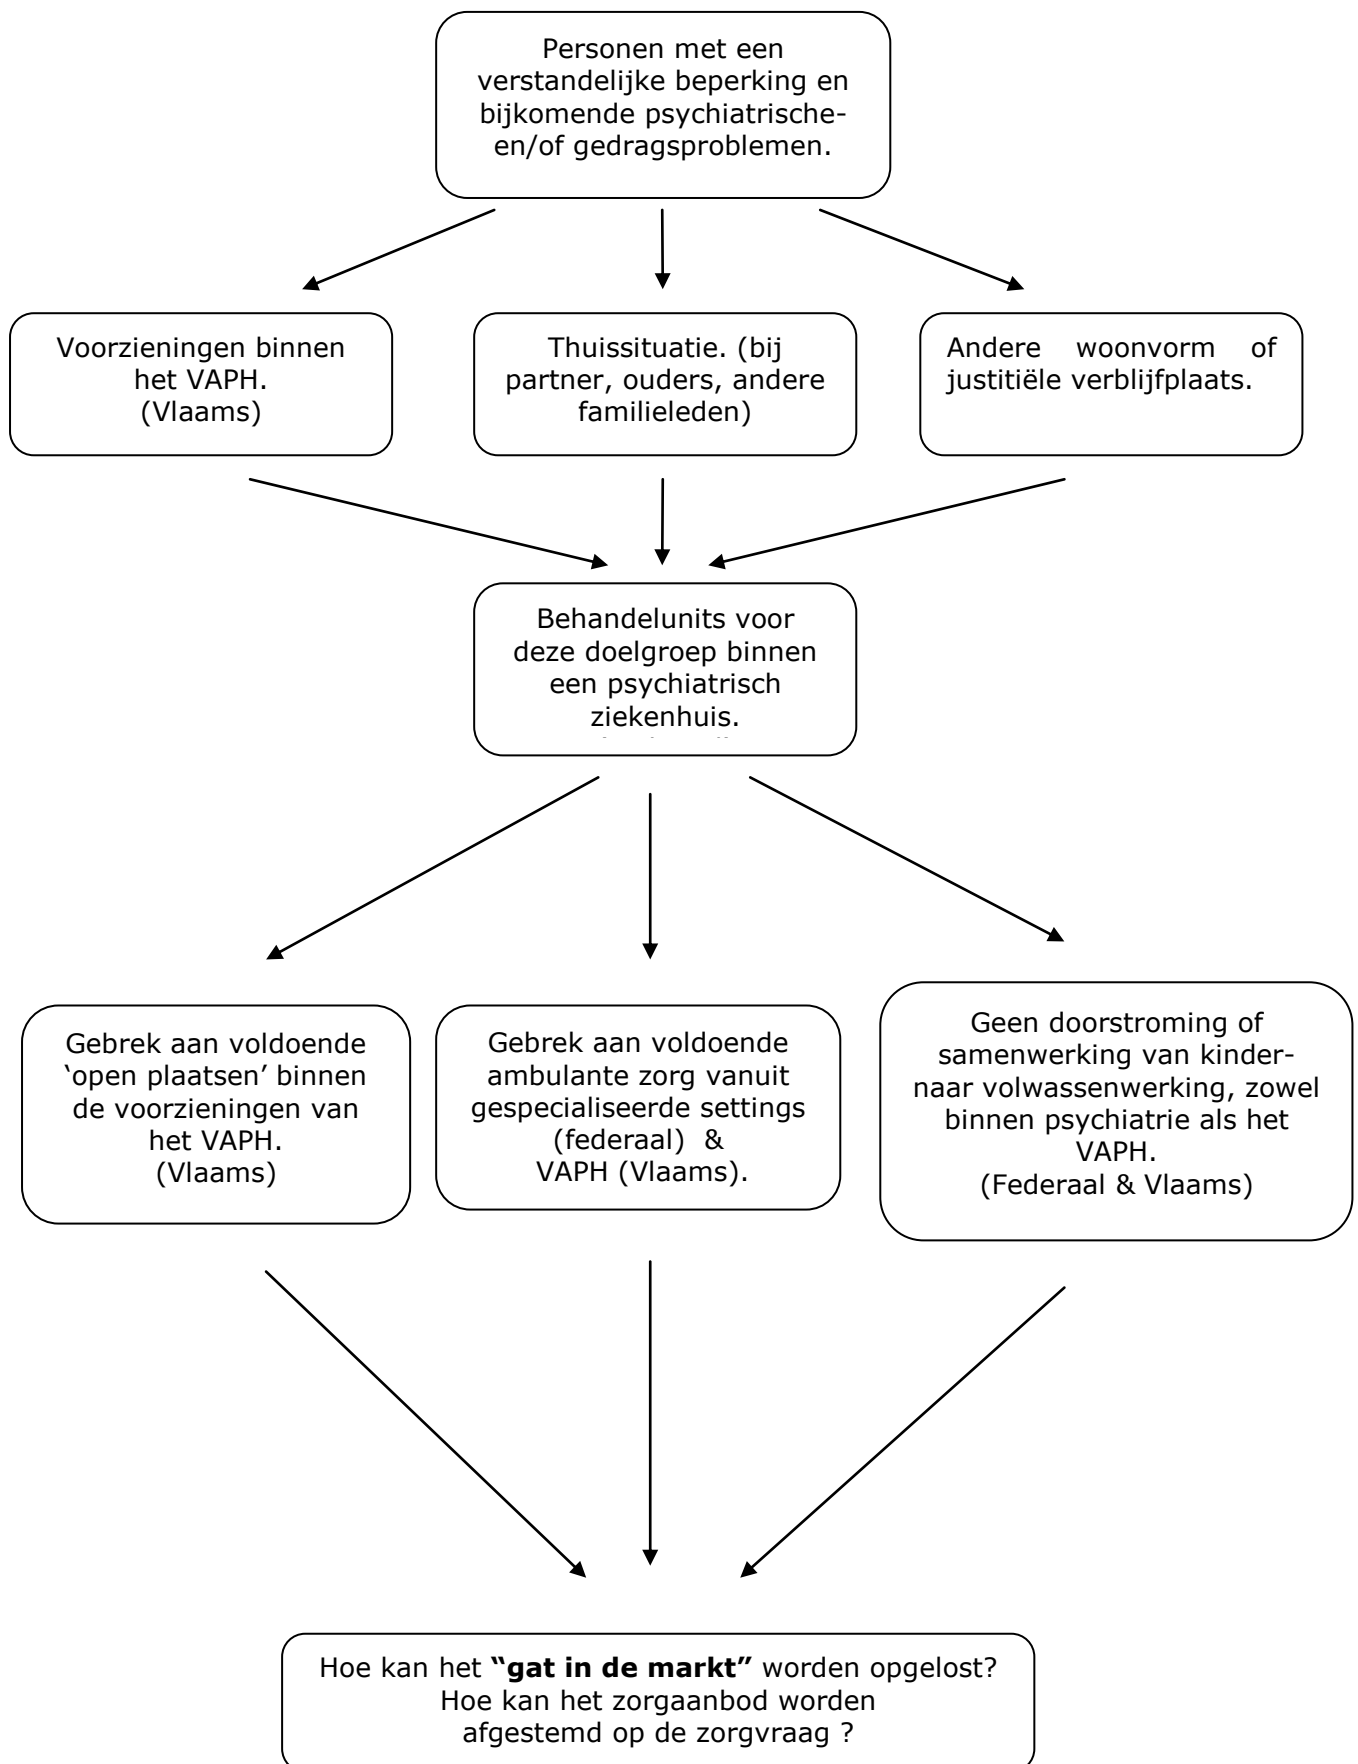 Personen met een
verstandelijke beperking en
bijkomende psychiatrische-
en/of gedragsproblemen.
Voorzieningen binnen
het VAPH.
(Vlaams)
Thuissituatie. (bij
partner, ouders, andere
familieleden)
Andere woonvorm of
justitiële verblijfplaats.
Behandelunits voor
deze doelgroep binnen
een psychiatrisch
ziekenhuis.
Gebrek aan voldoende
‘open plaatsen’ binnen
de voorzieningen van
het VAPH.
(Vlaams)
Gebrek aan voldoende
ambulante zorg vanuit
gespecialiseerde settings
(federaal) &
VAPH (Vlaams).
Geen doorstroming of
samenwerking van kinder-
naar volwassenwerking, zowel
binnen psychiatrie als het
VAPH.
(Federaal & Vlaams)
Hoe kan het “gat in de markt” worden opgelost?
Hoe kan het zorgaanbod worden
afgestemd op de zorgvraag ?